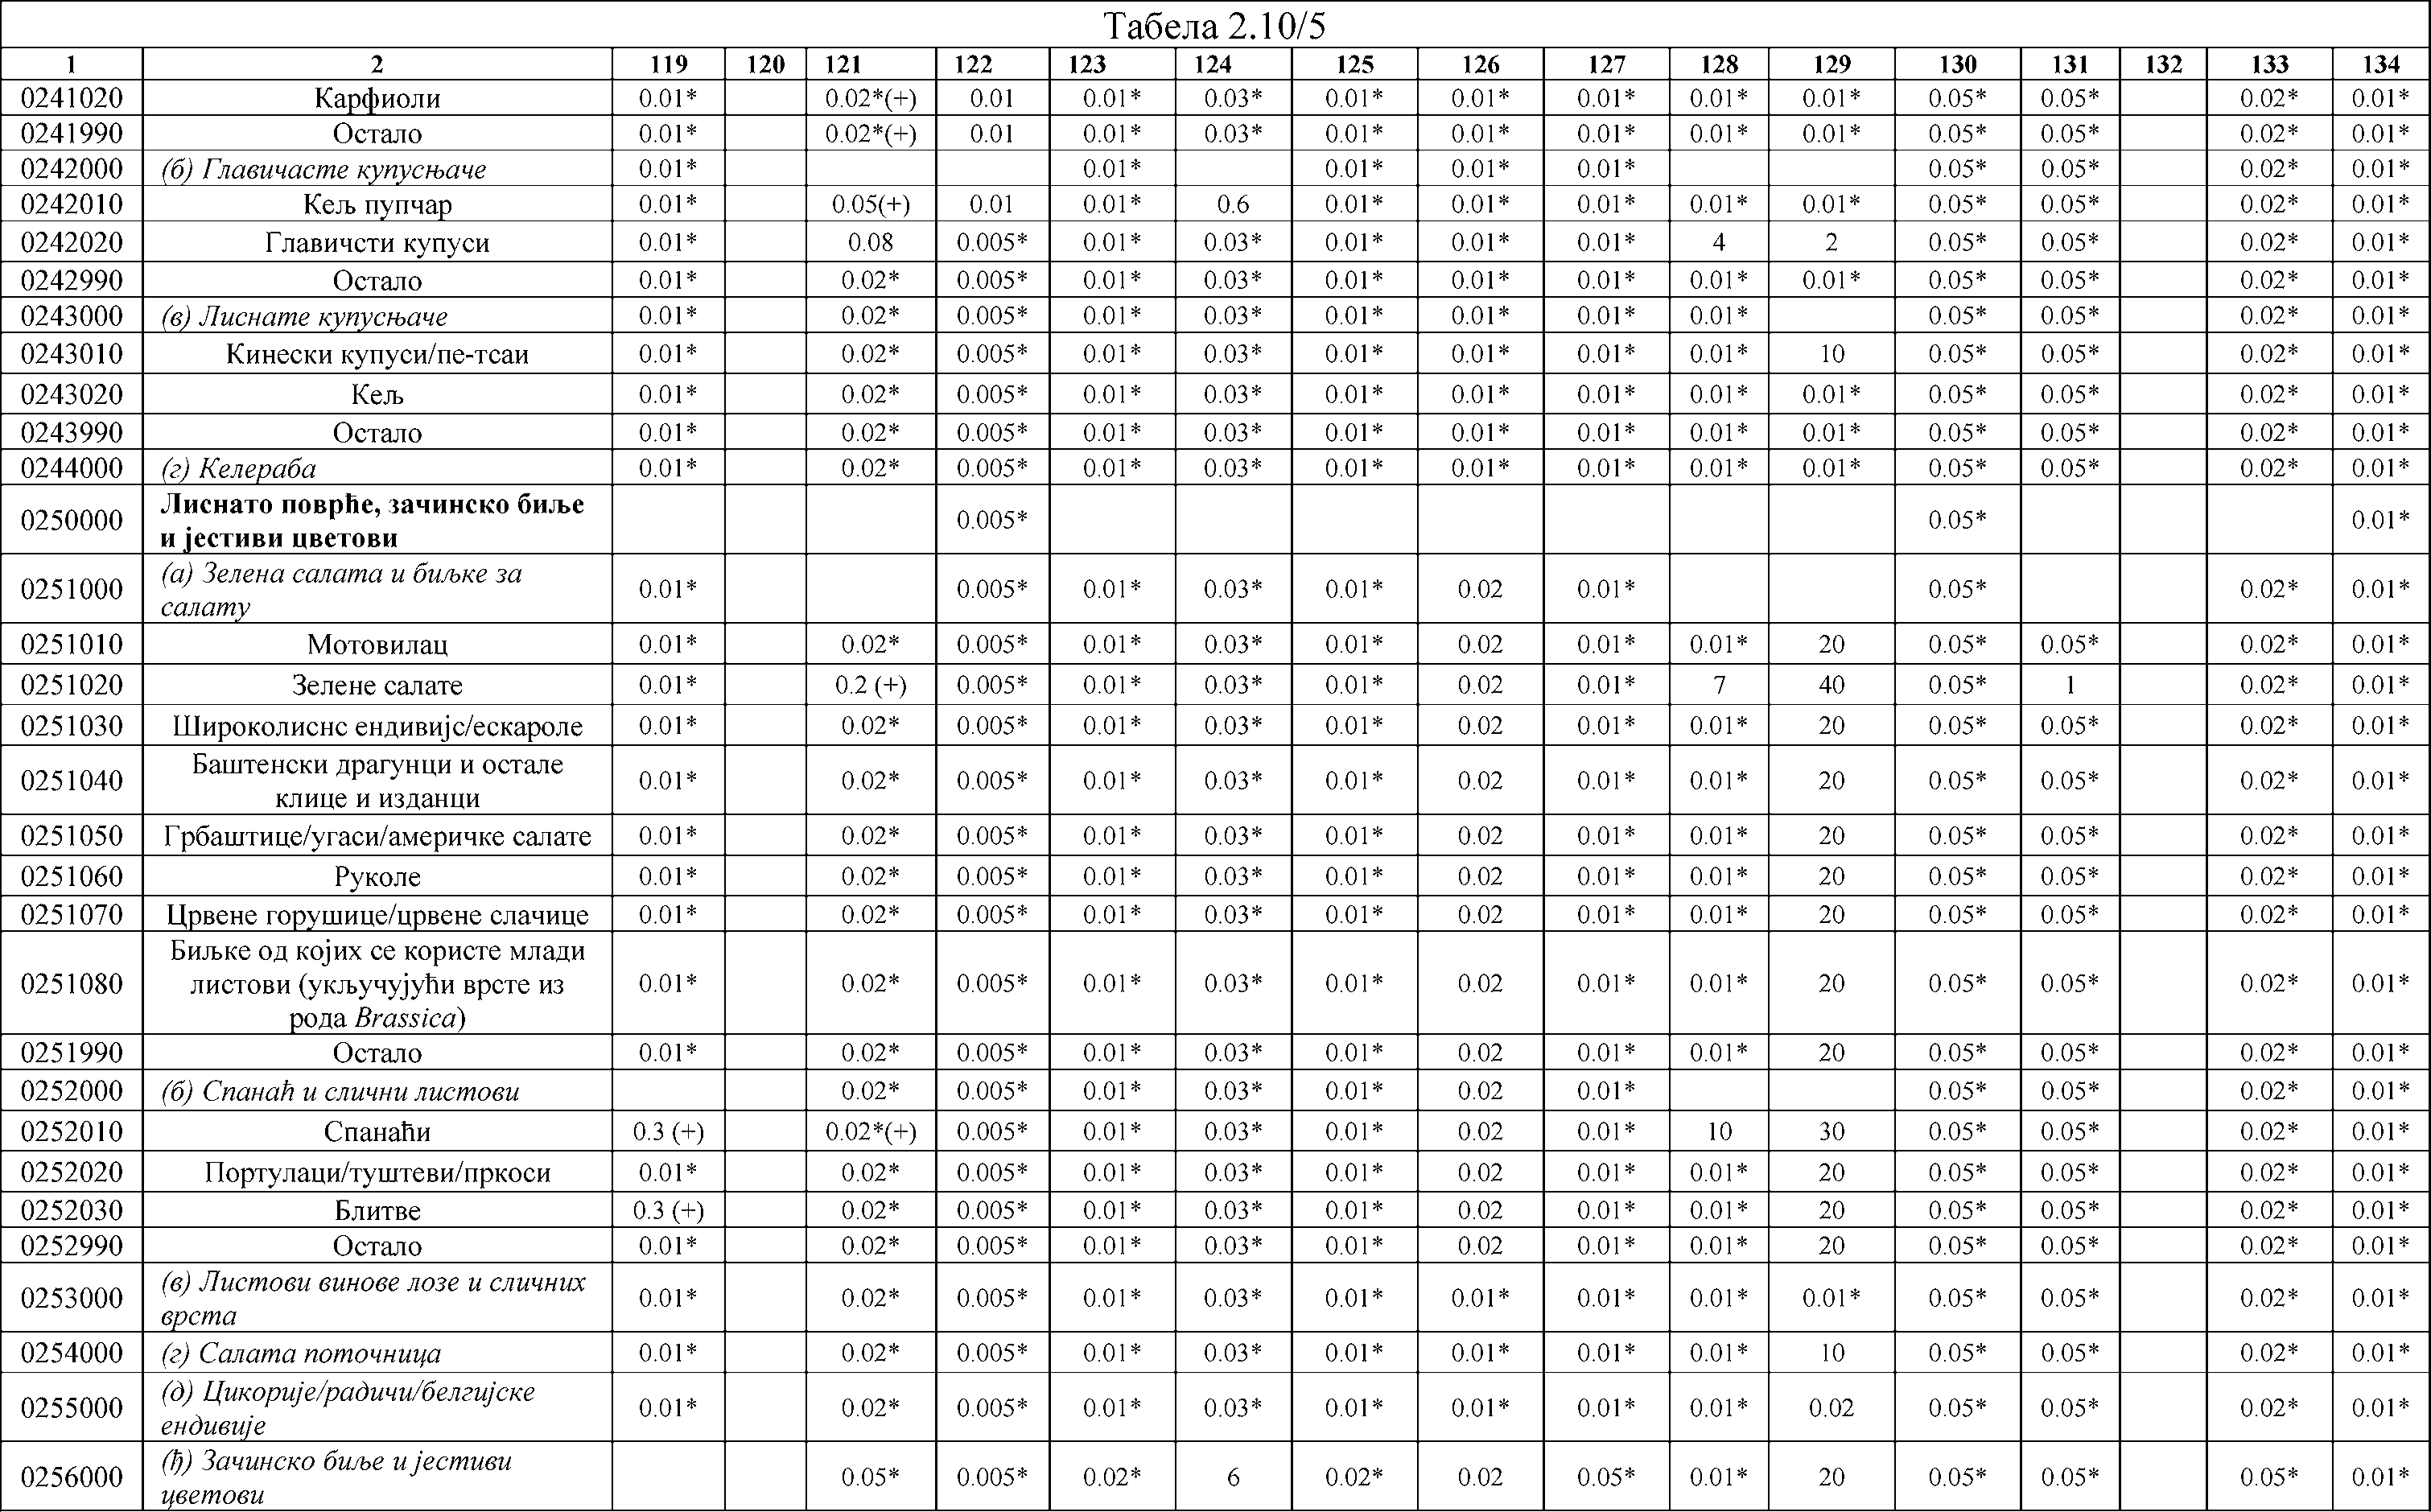 Табела 2.10/5
1 2 119 120 121 122 123 124 125 126 127 128 129 130 131 132 133 134
0241020 Карфиоли 0.01* 0.02*(+) 0.01 0.01* 0.03* 0.01* 0.01* 0.01* 0.01* 0.01* 0.05* 0.05* 0.02* 0.01*
0241990 Остало 0.01* 0.02*(+) 0.01 0.01* 0.03* 0.01* 0.01* 0.01* 0.01* 0.01* 0.05* 0.05* 0.02* 0.01*
0242000 (б) Главичасте купусњаче 0.01* 0.01* 0.01* 0.01* 0.01* 0.05* 0.05* 0.02* 0.01*
0242010 Кељ пупчар 0.01* 0.05(+) 0.01 0.01* 0.6 0.01* 0.01* 0.01* 0.01* 0.01* 0.05* 0.05* 0.02* 0.01*
0242020 Главичсти купуси 0.01* 0.08 0.005* 0.01* 0.03* 0.01* 0.01* 0.01* 4 2 0.05* 0.05* 0.02* 0.01*
0242990 Остало 0.01* 0.02* 0.005* 0.01* 0.03* 0.01* 0.01* 0.01* 0.01* 0.01* 0.05* 0.05* 0.02* 0.01*
0243000 (в) Лиснате купусњаче 0.01* 0.02* 0.005* 0.01* 0.03* 0.01* 0.01* 0.01* 0.01* 0.05* 0.05* 0.02* 0.01*
0243010 Кинески купуси/пе-тсаи 0.01* 0.02* 0.005* 0.01* 0.03* 0.01* 0.01* 0.01* 0.01* 10 0.05* 0.05* 0.02* 0.01*
0243020 Кељ 0.01* 0.02* 0.005* 0.01* 0.03* 0.01* 0.01* 0.01* 0.01* 0.01* 0.05* 0.05* 0.02* 0.01*
0243990 Остало 0.01* 0.02* 0.005* 0.01* 0.03* 0.01* 0.01* 0.01* 0.01* 0.01* 0.05* 0.05* 0.02* 0.01*
0244000 (г) Келераба 0.01* 0.02* 0.005* 0.01* 0.03* 0.01* 0.01* 0.01* 0.01* 0.01* 0.05* 0.05* 0.02* 0.01*
Лиснато поврће, зачинско биље
0250000 и јестиви цветови 0.005* 0.05* 0.01*
(а) Зелена салата и биљке за
0251000 салату 0.01* 0.005* 0.01* 0.03* 0.01* 0.02 0.01* 0.05* 0.02* 0.01*
0251010 Мотовилац 0.01* 0.02* 0.005* 0.01* 0.03* 0.01* 0.02 0.01* 0.01* 20 0.05* 0.05* 0.02* 0.01*
0251020 Зелене салате 0.01* 0.2 (+) 0.005* 0.01* 0.03* 0.01* 0.02 0.01* 7 40 0.05* 1 0.02* 0.01*
0251030 Широколиснс ендивијс/ескароле 0.01* 0.02* 0.005* 0.01* 0.03* 0.01* 0.02 0.01* 0.01* 20 0.05* 0.05* 0.02* 0.01*
Баштенски драгунци и остале
0251040 клице и изданци 0.01* 0.02* 0.005* 0.01* 0.03* 0.01* 0.02 0.01* 0.01* 20 0.05* 0.05* 0.02* 0.01*
0251050 Грбаштице/угаси/америчке салате 0.01* 0.02* 0.005* 0.01* 0.03* 0.01* 0.02 0.01* 0.01* 20 0.05* 0.05* 0.02* 0.01*
0251060 Руколе 0.01* 0.02* 0.005* 0.01* 0.03* 0.01* 0.02 0.01* 0.01* 20 0.05* 0.05* 0.02* 0.01*
0251070 Црвене горушице/црвене слачице 0.01* 0.02* 0.005* 0.01* 0.03* 0.01* 0.02 0.01* 0.01* 20 0.05* 0.05* 0.02* 0.01*
Биљке од којих се користе млади
0251080 листови (укључујући врсте из 0.01* 0.02* 0.005* 0.01* 0.03* 0.01* 0.02 0.01* 0.01* 20 0.05* 0.05* 0.02* 0.01*
рода Brassica)
0251990 Остало 0.01* 0.02* 0.005* 0.01* 0.03* 0.01* 0.02 0.01* 0.01* 20 0.05* 0.05* 0.02* 0.01*
0252000 (б) Спанаћ и слични листови 0.02* 0.005* 0.01* 0.03* 0.01* 0.02 0.01* 0.05* 0.05* 0.02* 0.01*
0252010 Спанаћи 0.3 (+) 0.02*(+) 0.005* 0.01* 0.03* 0.01* 0.02 0.01* 10 30 0.05* 0.05* 0.02* 0.01*
0252020 Портулаци/туштеви/пркоси 0.01* 0.02* 0.005* 0.01* 0.03* 0.01* 0.02 0.01* 0.01* 20 0.05* 0.05* 0.02* 0.01*
0252030 Блитве 0.3 (+) 0.02* 0.005* 0.01* 0.03* 0.01* 0.02 0.01* 0.01* 20 0.05* 0.05* 0.02* 0.01*
0252990 Остало 0.01* 0.02* 0.005* 0.01* 0.03* 0.01* 0.02 0.01* 0.01* 20 0.05* 0.05* 0.02* 0.01*
(в) Листови винове лозе и сличних
0253000 врста 0.01* 0.02* 0.005* 0.01* 0.03* 0.01* 0.01* 0.01* 0.01* 0.01* 0.05* 0.05* 0.02* 0.01*
0254000 (г) Салата поточница 0.01* 0.02* 0.005* 0.01* 0.03* 0.01* 0.01* 0.01* 0.01* 10 0.05* 0.05* 0.02* 0.01*
(д) Цикорије/радичи/белгијске
0255000 ендивије 0.01* 0.02* 0.005* 0.01* 0.03* 0.01* 0.01* 0.01* 0.01* 0.02 0.05* 0.05* 0.02* 0.01*
(ђ) Зачинско биље и јестиви
0256000 цветови 0.05* 0.005* 0.02* 6 0.02* 0.02 0.05* 0.01* 20 0.05* 0.05* 0.05* 0.01*